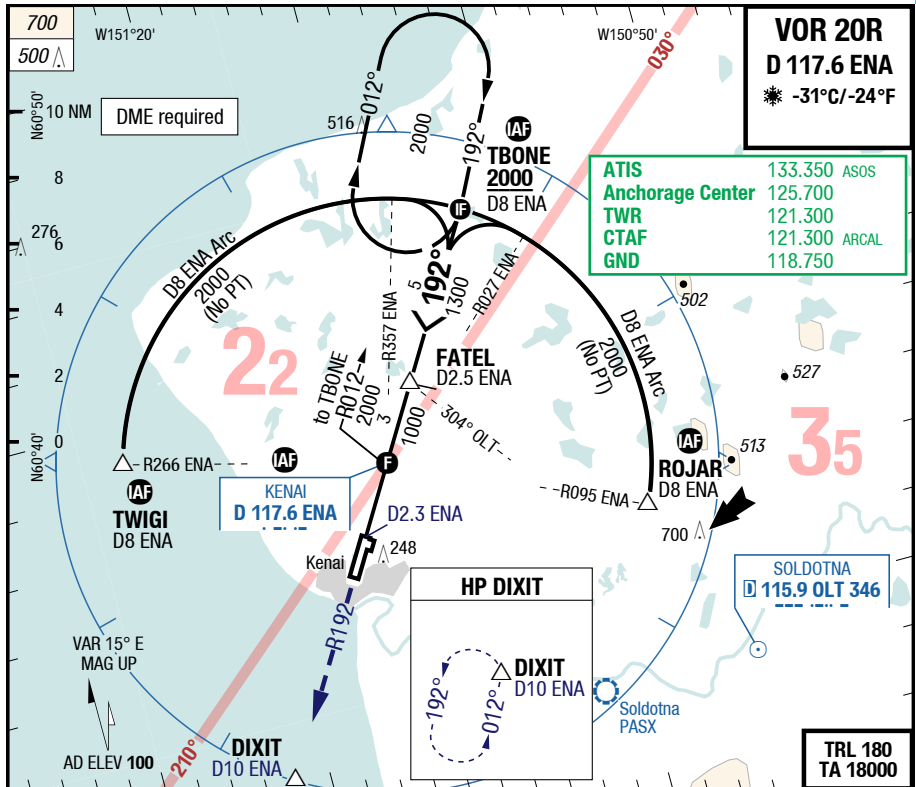 700
500
W151°20'
W150°50'
N60°50'
10 NM
8
6
4
2
0
N60°40'
DME required
VOR 20R
D 117.6 ENA
-31°C/-24°F
ATIS 133.350 ASOS
Anchorage Center 125.700
TWR 121.300
CTAF 121.300 ARCAL
GND 118.750
030°
012°
192°
2000
516
276
IAF
TBONE
2000
D8 ENA
IF
D8 ENA Arc
2000
(No PT)
5
192°
1300
R357 ENA
R027 ENA
D8 ENA Arc
2000
(No PT)
502
527
22
35
FATEL
D2.5 ENA
304° OLT
to TBONE
R012
2000
3
1000
F
IAF
R266 ENA
IAF
TWIGI
D8 ENA
KENAI
D 117.6 ENA
IAF
ROJAR
D8 ENA
513
R095 ENA
700
D2.3 ENA
Kenai
248
R192
SOLDOTNA
D 115.9 OLT 346
HP DIXIT
192°
012°
DIXIT
D10 ENA
Soldotna
PASX
VAR 15° E
MAG UP
AD ELEV 100
210°
DIXIT
D10 ENA
TRL 180
TA 18000